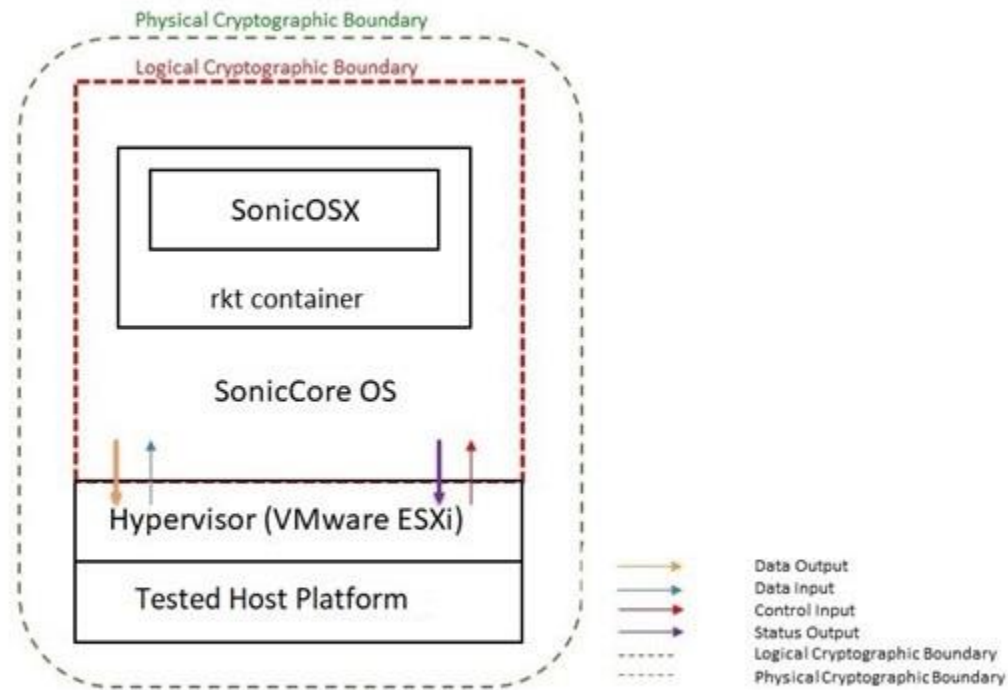 Physical Cryptographic Boundary
Logical Cryptographic Boundary
SonicOSX
rkt container
SonicCore OS
Hypervisor (VMware ESXi)
Tested Host Platform
Data Output
Data Input
Control Input
Status Output
Logical Cryptographic Boundary
Physical Cryptographic Boundary